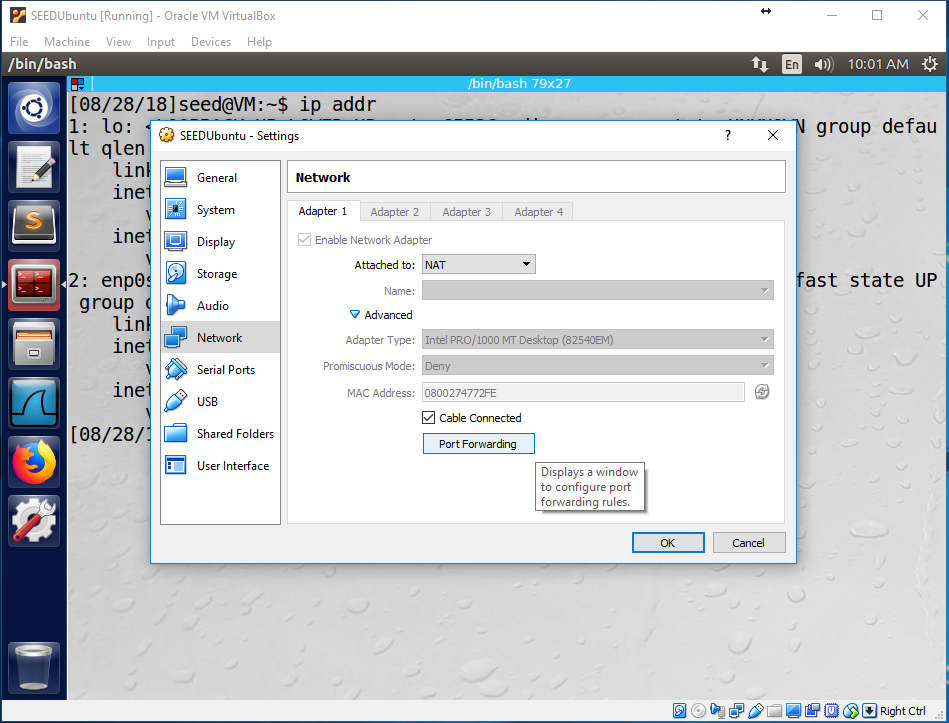 SEEDUbuntu [Running] - Oracle VM VirtualBox
File Machine View Input Devices Help
/bin/bash En 10:01 AM
/bin/bash 79x27
[08/28/18]seed@VM:~$ ip addr
1: lo: group defau
lt qlen
link
inet
inet
2: enp0s fast state UP
group
link
inet
inet
[08/28/1
SEEDUbuntu - Settings ?
General
System
Display
Storage
Audio
Network
Serial Ports
USB
Shared Folders
User Interface
Network
Adapter 1 Adapter 2 Adapter 3 Adapter 4
Enable Network Adapter
Attached to: NAT
Name:
Advanced
Adapter Type: Intel PRO/1000 MT Desktop (82540EM)
Promiscuous Mode: Deny
MAC Address: 0800274772FE
Cable Connected
Port Forwarding
Displays a window
to configure port
forwarding rules.
OK Cancel
Right Ctrl